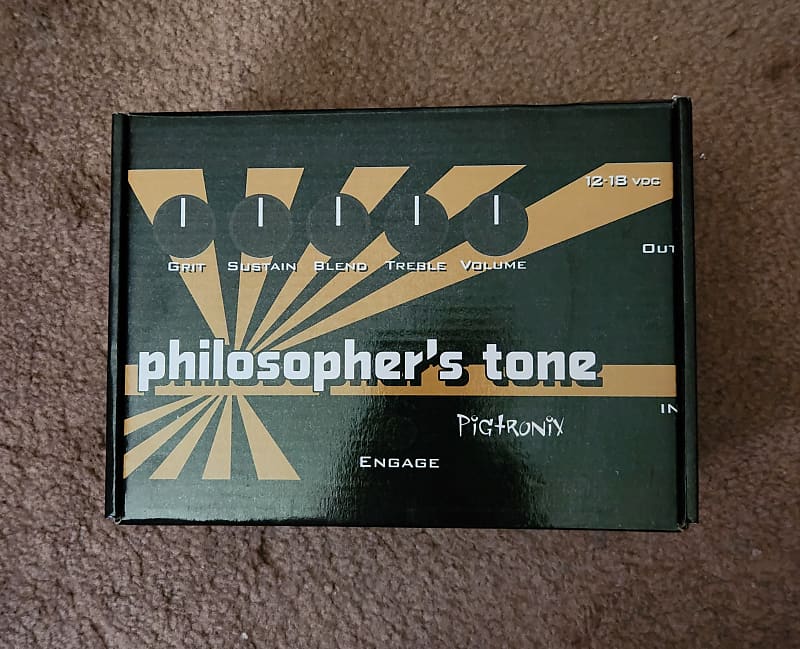 12-18 VDC
OUT
GRIT SUSTAIN BLEND TREBLE VOLUME
philosopher's tone
IN
PIGTRONIX
ENGAGE